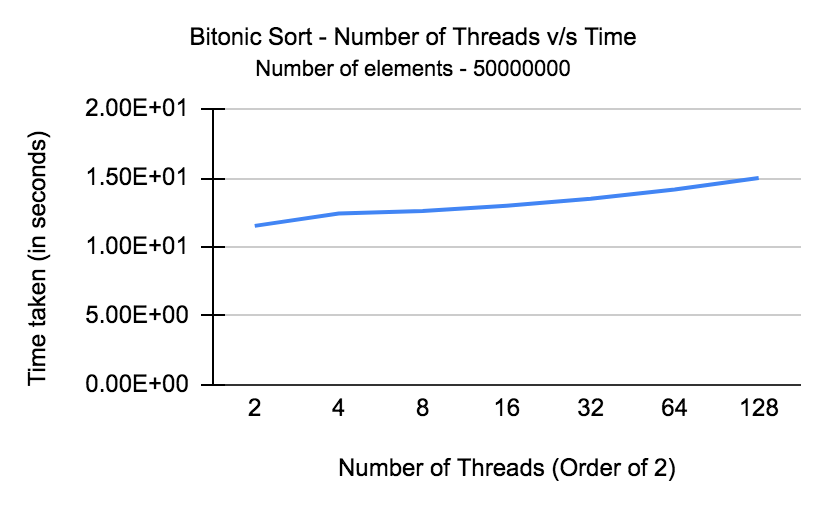 Bitonic Sort - Number of Threads v/s Time
Number of elements - 50000000
Time taken (in seconds)
2.00E+01
1.50E+01
1.00E+01
5.00E+00
0.00E+00
2 4 8 16 32 64 128
Number of Threads (Order of 2)